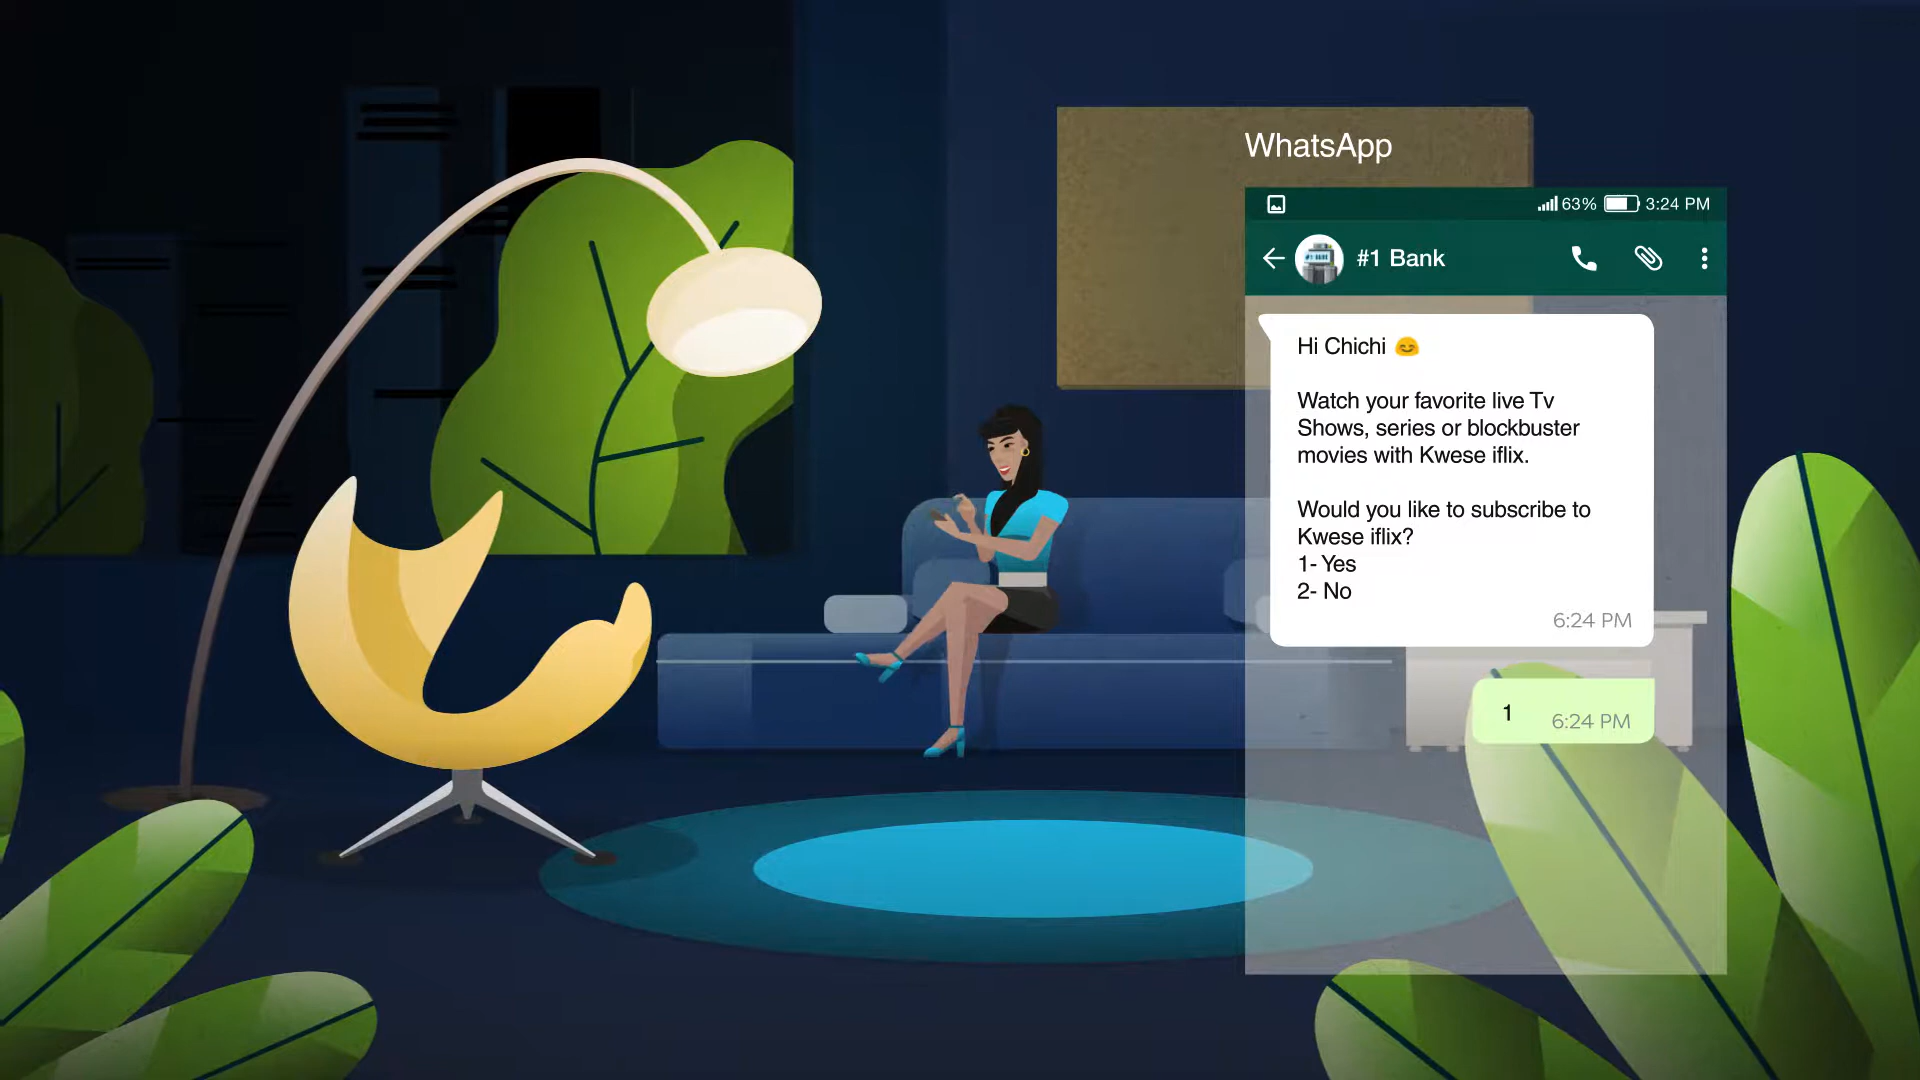 WhatsApp
63% 3:24 PM
#1 Bank
Hi Chichi 😊
Watch your favorite live Tv
Shows, series or blockbuster
movies with Kwese iflix.
Would you like to subscribe to
Kwese iflix?
1- Yes
2- No
6:24 PM
1 6:24 PM